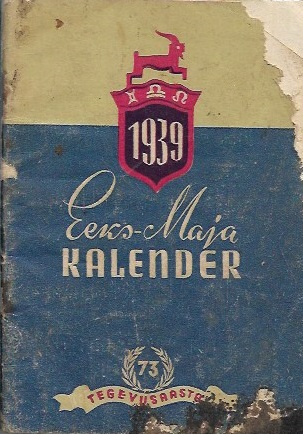 1939
Eeks-Maja
KALENDER
73
TEGEVUSAASTA